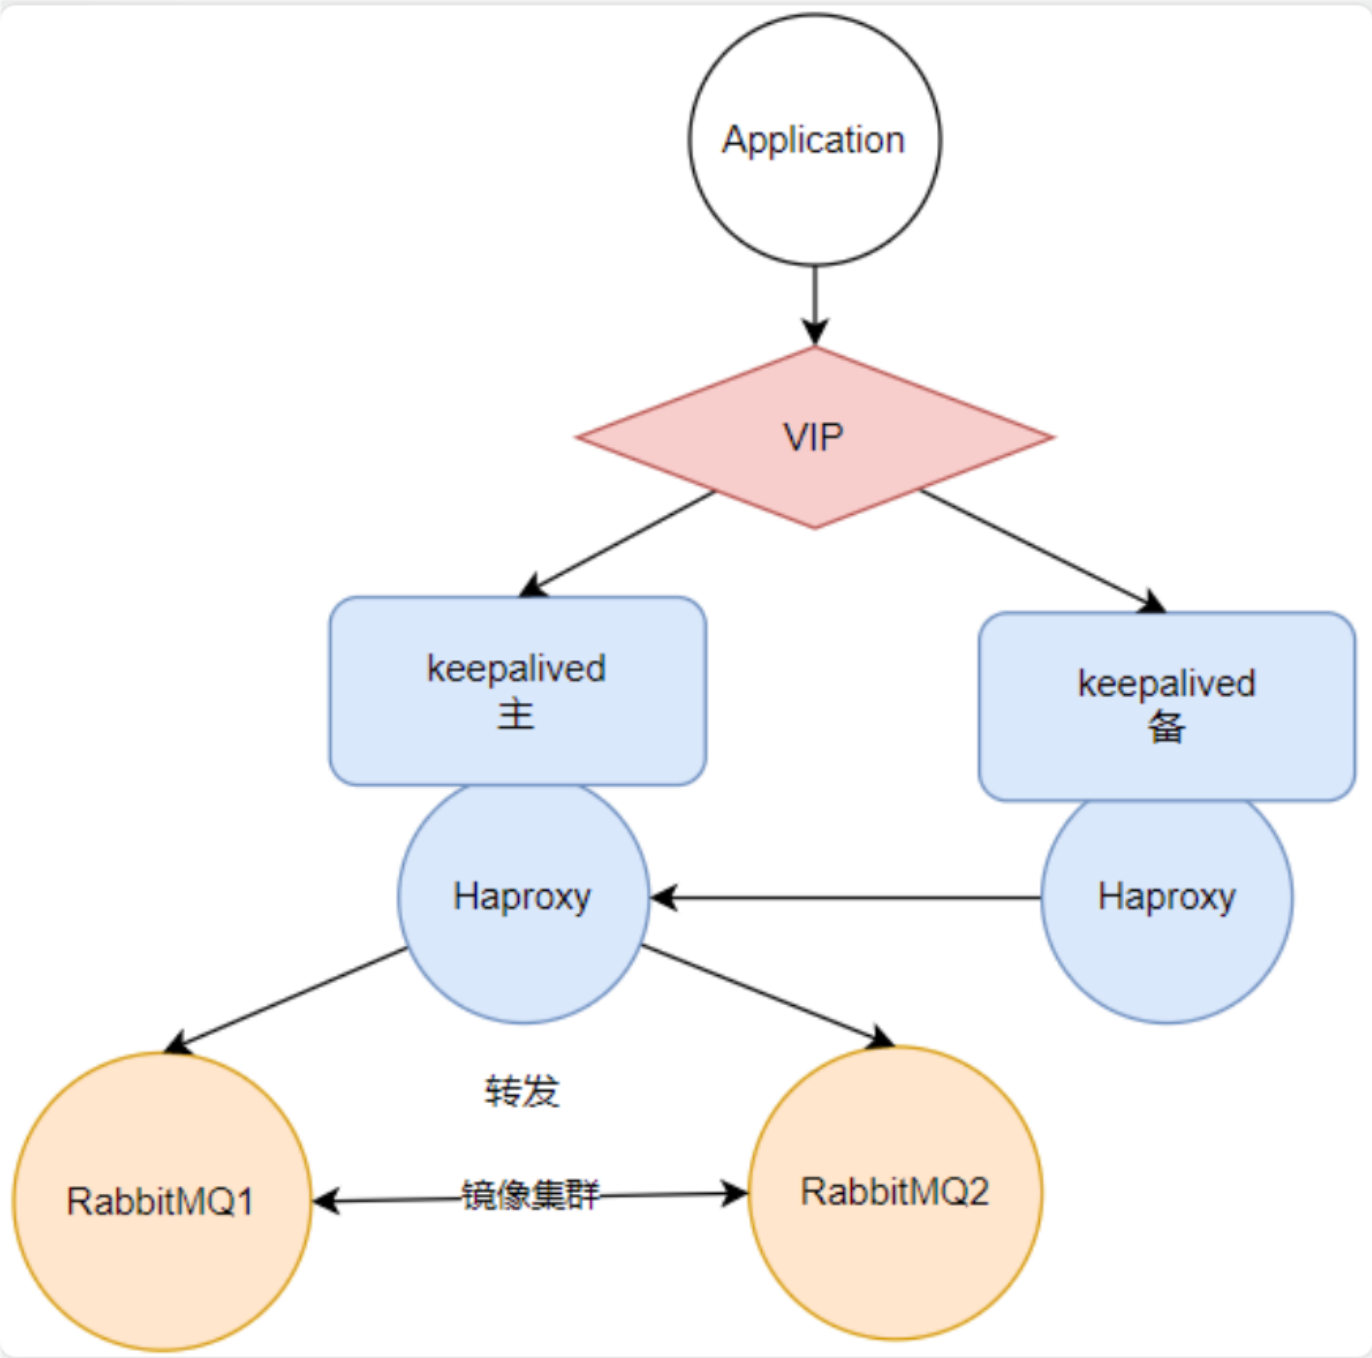 Application
VIP
keepalived
主
keepalived
备
Haproxy
Haproxy
转发
RabbitMQ1
镜像集群
RabbitMQ2